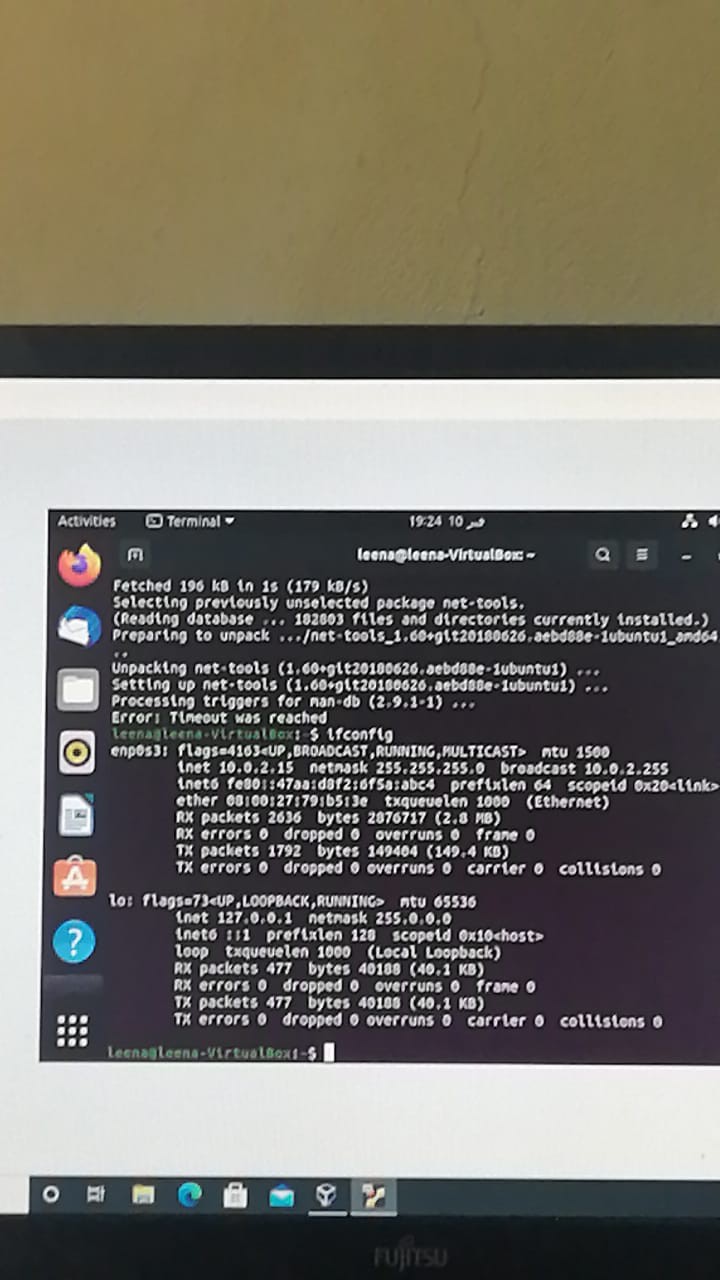 Activities Terminal 19:24 10 فبر
leena@leena-VirtualBox: ~
Fetched 196 kB in 1s (179 kB/s)
Selecting previously unselected package net-tools.
(Reading database ... 182803 files and directories currently installed.)
Preparing to unpack .../net-tools_1.60+git20180626.aebd88e-1ubuntu1_amd64
..
Unpacking net-tools (1.60+git20180626.aebd88e-1ubuntu1) ...
Setting up net-tools (1.60+git20180626.aebd88e-1ubuntu1) ...
Processing triggers for man-db (2.9.1-1) ...
Error: Timeout was reached
leena@leena-VirtualBox:~$ ifconfig
enp0s3: flags=4163<UP,BROADCAST,RUNNING,MULTICAST> mtu 1500
inet 10.0.2.15 netmask 255.255.255.0 broadcast 10.0.2.255
inet6 fe80::47aa:d8f2:6f5a:abc4 prefixlen 64 scopeid 0x20<link>
ether 08:00:27:79:b5:3e txqueuelen 1000 (Ethernet)
RX packets 2636 bytes 2876717 (2.8 MB)
RX errors 0 dropped 0 overruns 0 frame 0
TX packets 1792 bytes 149404 (149.4 KB)
TX errors 0 dropped 0 overruns 0 carrier 0 collisions 0
lo: flags=73<UP,LOOPBACK,RUNNING> mtu 65536
inet 127.0.0.1 netmask 255.0.0.0
inet6 ::1 prefixlen 128 scopeid 0x10<host>
loop txqueuelen 1000 (Local Loopback)
RX packets 477 bytes 40188 (40.1 KB)
RX errors 0 dropped 0 overruns 0 frame 0
TX packets 477 bytes 40188 (40.1 KB)
TX errors 0 dropped 0 overruns 0 carrier 0 collisions 0
leena@leena-VirtualBox:~$
FUJITSU